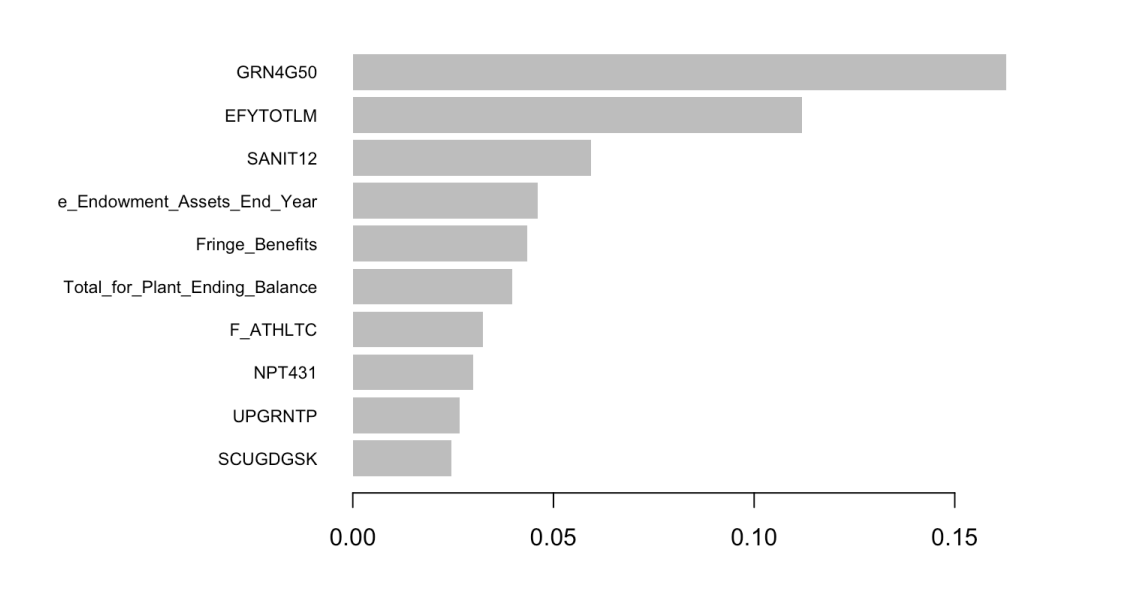 GRN4G50
EFYTOTLM
SANIT12
e_Endowment_Assets_End_Year
Fringe_Benefits
Total_for_Plant_Ending_Balance
F_ATHLTC
NPT431
UPGRNTP
SCUGDGSK
0.00 0.05 0.10 0.15